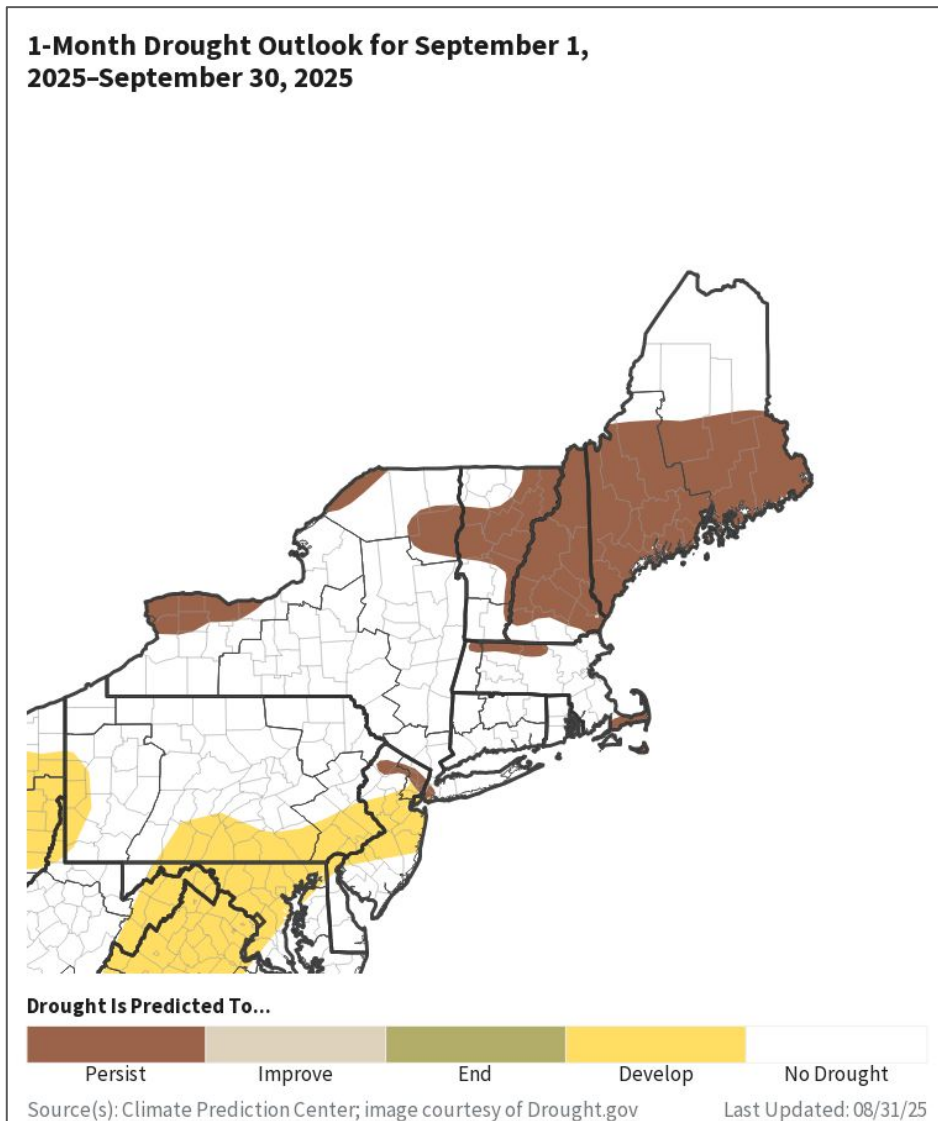 1-Month Drought Outlook for September 1,
2025–September 30, 2025
Drought Is Predicted To...
Persist
Improve
End
Develop
No Drought
Source(s): Climate Prediction Center; image courtesy of Drought.gov
Last Updated: 08/31/25